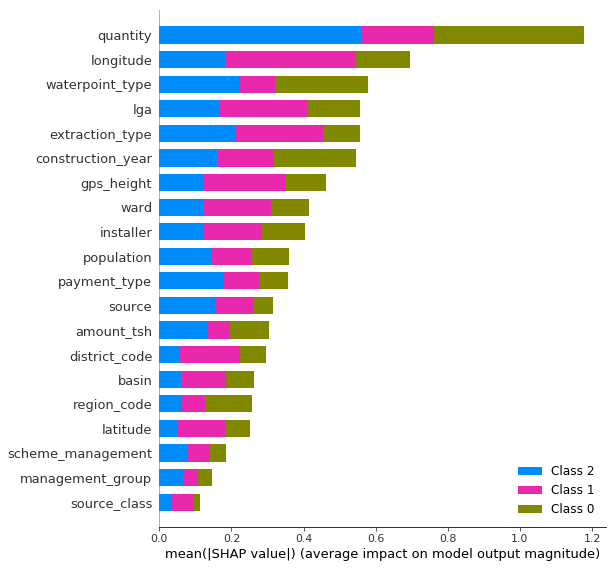 quantity
longitude
waterpoint_type
lga
extraction_type
construction_year
gps_height
ward
installer
population
payment_type
source
amount_tsh
district_code
basin
region_code
latitude
scheme_management
management_group
source_class
Class 2
Class 1
Class 0
0.0 0.2 0.4 0.6 0.8 1.0 1.2
mean(|SHAP value|) (average impact on model output magnitude)